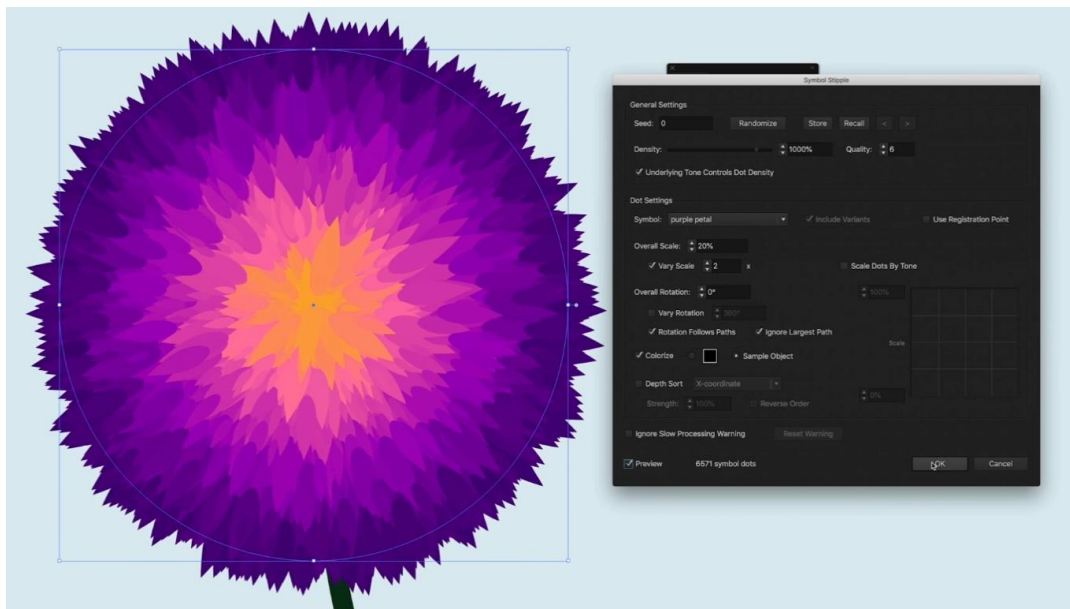 Symbol Stipple
General Settings
Seed: 0 Randomize Store Recall < >
Density: 1000% Quality: 6
Underlying Tone Controls Dot Density
Dot Settings
Symbol: purple petal Include Variants Use Registration Point
Overall Scale: 20%
Vary Scale 2 x Scale Dots By Tone
Overall Rotation: 0° 100%
Vary Rotation 360°
Rotation Follows Paths Ignore Largest Path
Scale
Colorize Sample Object
Depth Sort X-coordinate
0%
Strength: 100% Reverse Order
Ignore Slow Processing Warning Reset Warning
Preview 6571 symbol dots OK Cancel